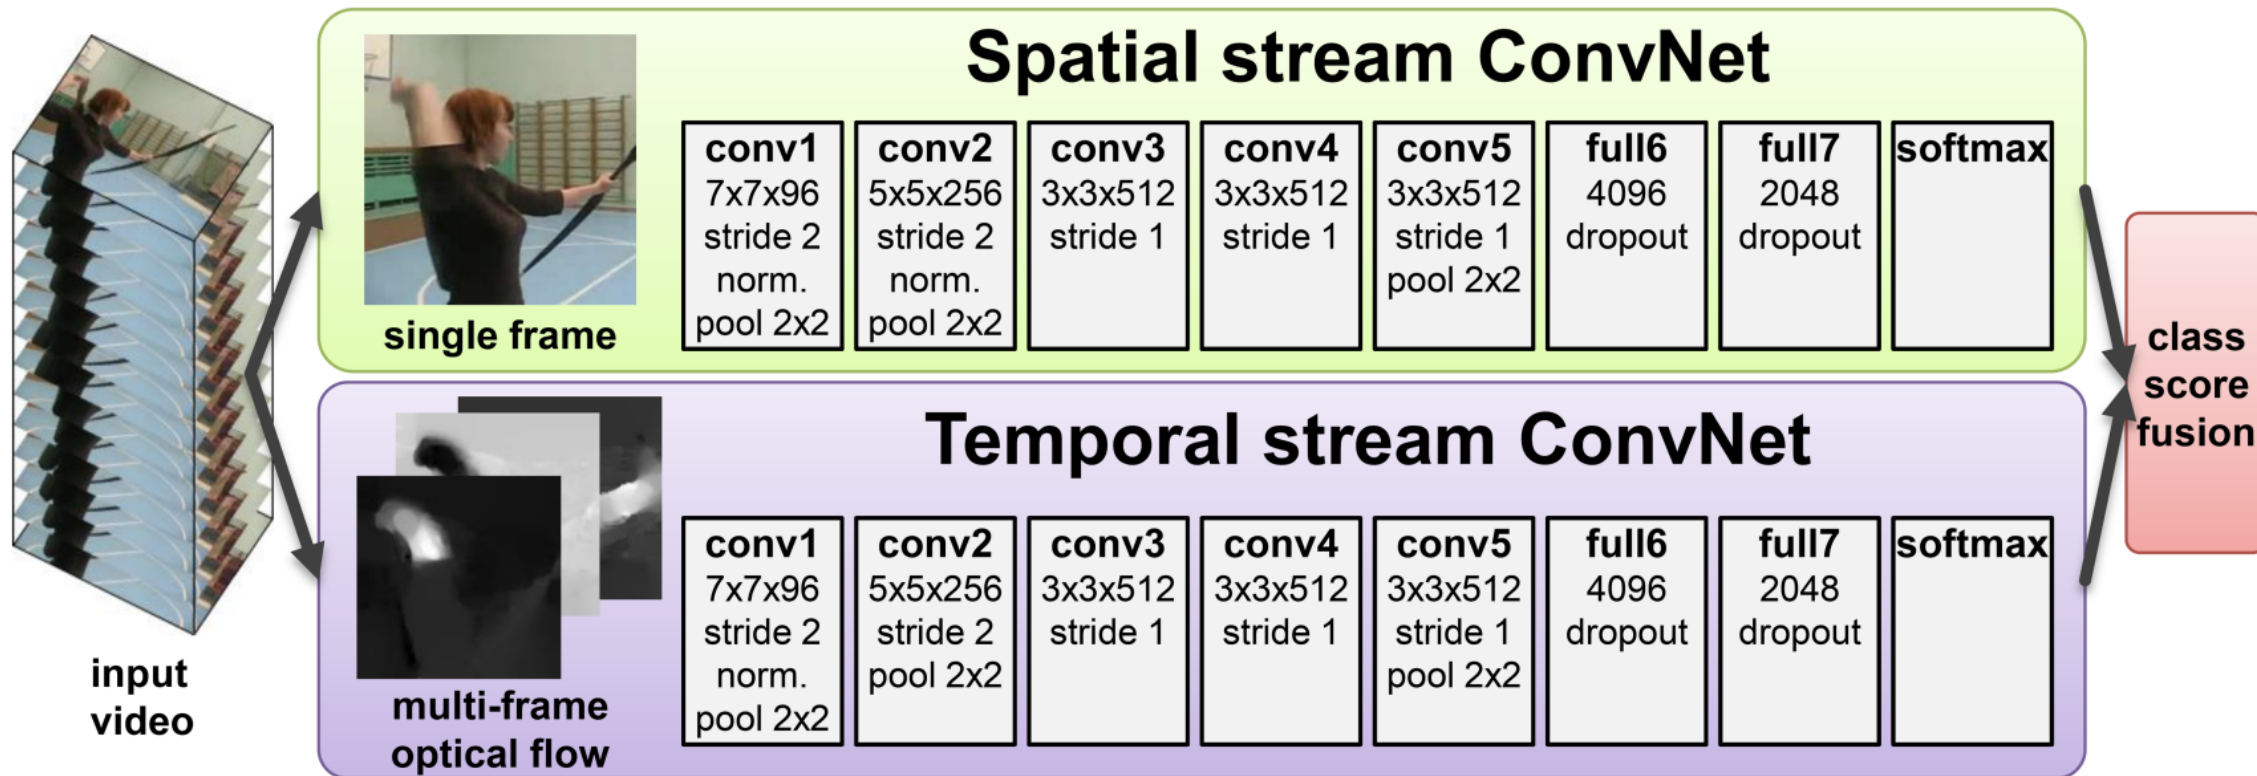 Spatial stream ConvNet
single frame
conv1
7x7x96
stride 2
norm.
pool 2x2
conv2
5x5x256
stride 2
norm.
pool 2x2
conv3
3x3x512
stride 1
conv4
3x3x512
stride 1
conv5
3x3x512
stride 1
pool 2x2
full6
4096
dropout
full7
2048
dropout
softmax
Temporal stream ConvNet
input
video
multi-frame
optical flow
conv1
7x7x96
stride 2
norm.
pool 2x2
conv2
5x5x256
stride 2
pool 2x2
conv3
3x3x512
stride 1
conv4
3x3x512
stride 1
conv5
3x3x512
stride 1
pool 2x2
full6
4096
dropout
full7
2048
dropout
softmax
class
score
fusion